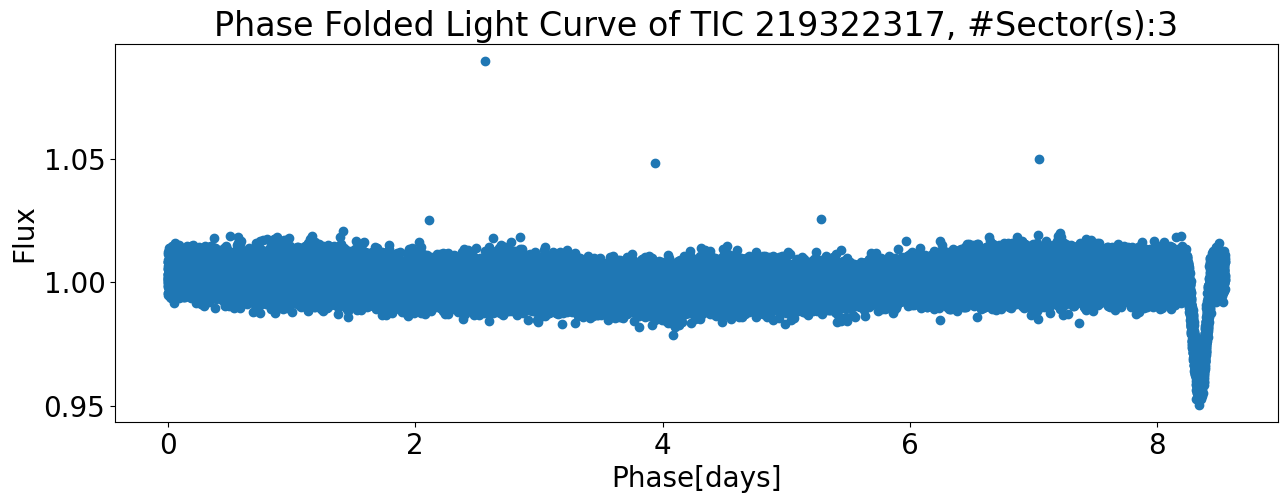 Phase Folded Light Curve of TIC 219322317, #Sector(s):3
Flux
1.05
1.00
0.95
0
2
4
6
8
Phase[days]